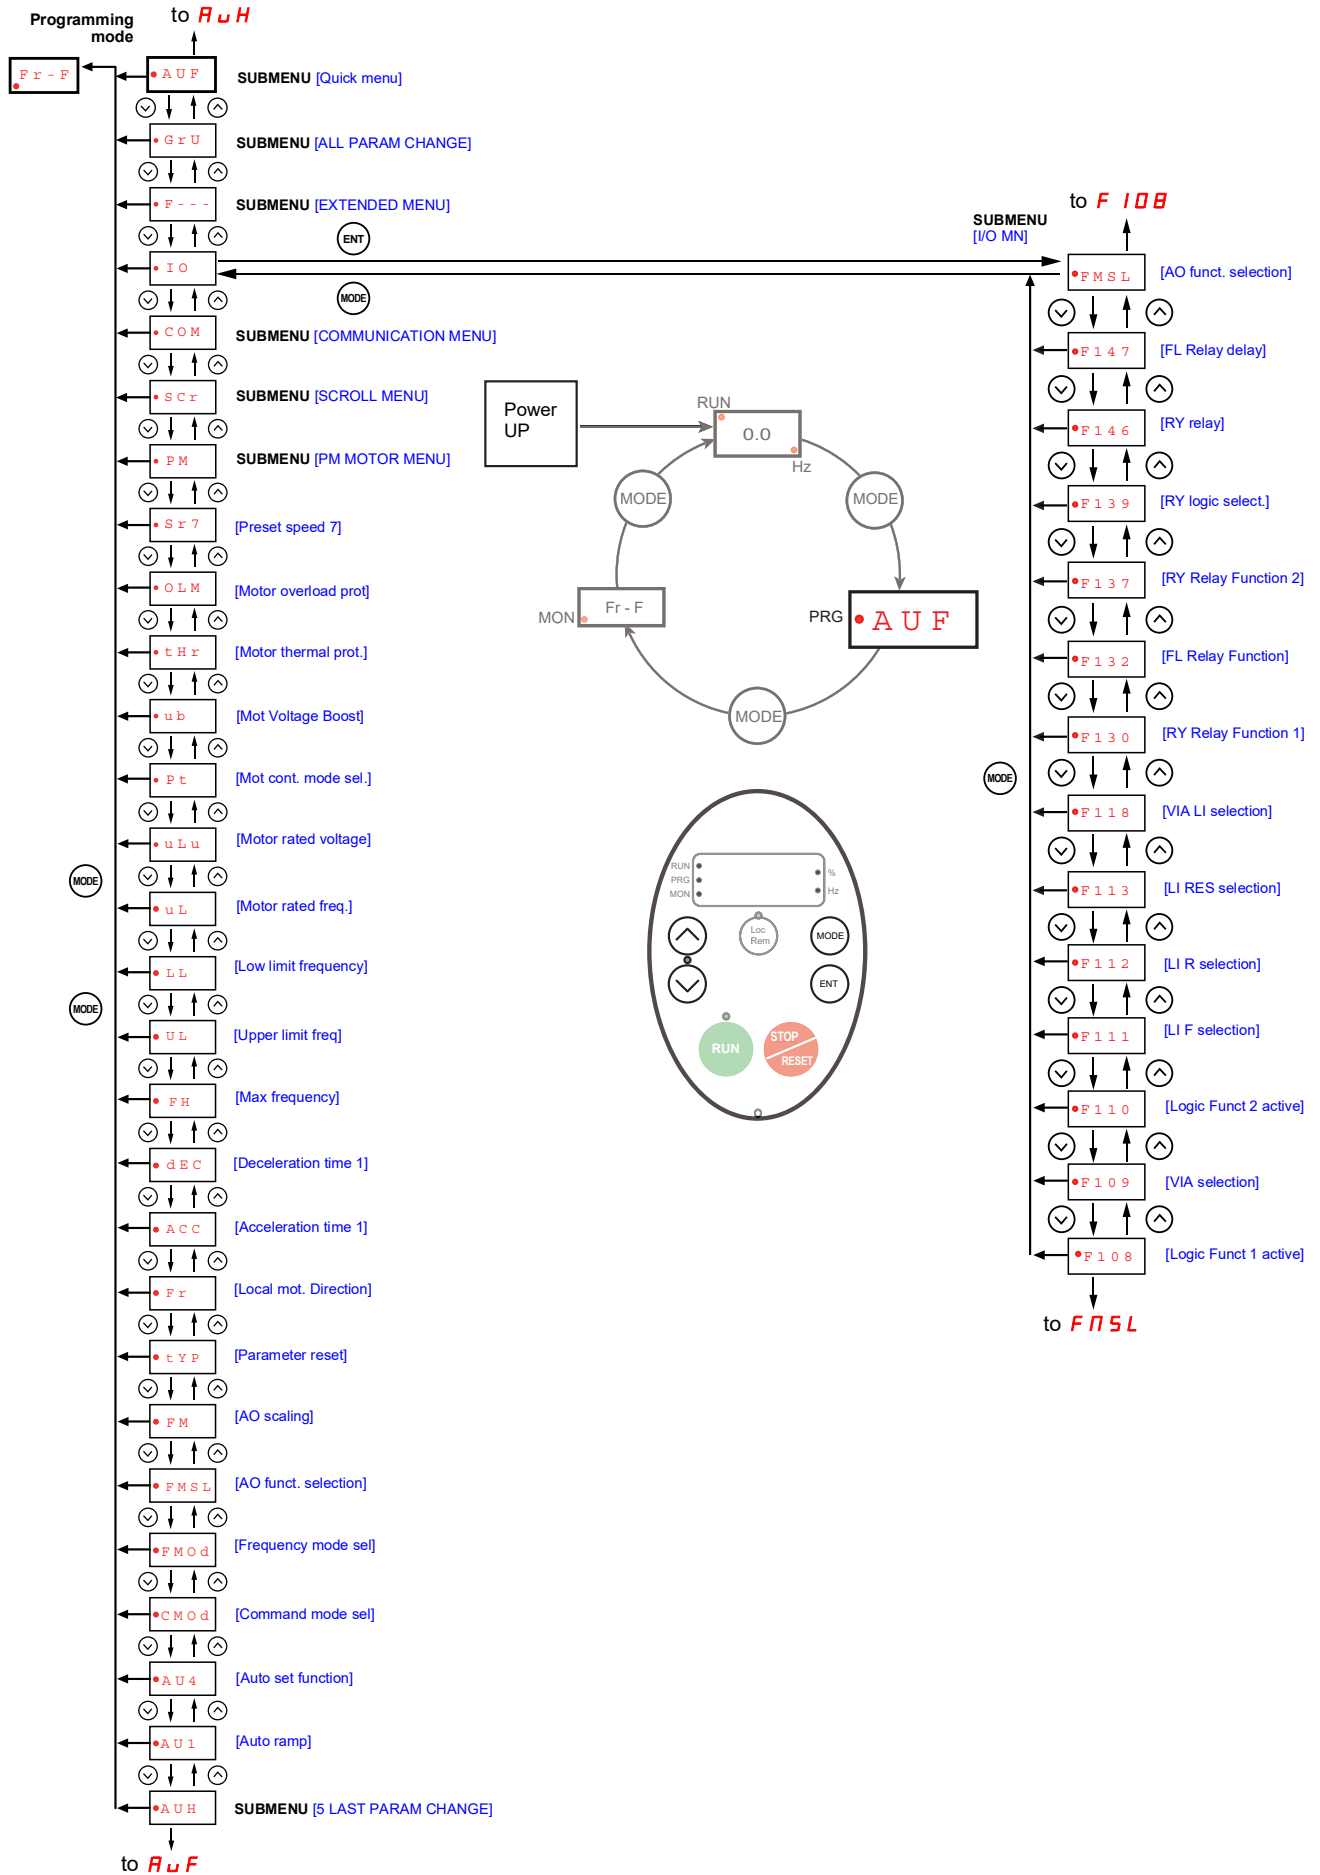 Programming
mode
to AuH
Fr-F
AUF
SUBMENU [Quick menu]
GrU
SUBMENU [ALL PARAM CHANGE]
F---
SUBMENU [EXTENDED MENU]
ENT
IO
MODE
COM
SUBMENU [COMMUNICATION MENU]
SCr
SUBMENU [SCROLL MENU]
PM
SUBMENU [PM MOTOR MENU]
Sr7
[Preset speed 7]
OLM
[Motor overload prot]
tHr
[Motor thermal prot.]
ub
[Mot Voltage Boost]
Pt
[Mot cont. mode sel.]
uLu
[Motor rated voltage]
MODE
uL
[Motor rated freq.]
LL
[Low limit frequency]
MODE
UL
[Upper limit freq]
FH
[Max frequency]
dEC
[Deceleration time 1]
ACC
[Acceleration time 1]
Fr
[Local mot. Direction]
tYP
[Parameter reset]
FM
[AO scaling]
FMSL
[AO funct. selection]
FMOd
[Frequency mode sel]
CMOd
[Command mode sel]
AU4
[Auto set function]
AU1
[Auto ramp]
AUH
SUBMENU [5 LAST PARAM CHANGE]
to AuF
Power
UP
RUN
0.0
Hz
MODE
MODE
MON
Fr - F
PRG
AUF
MODE
RUN
PRG
MON
%
Hz
Loc
Rem
MODE
ENT
RUN
STOP
RESET
to F108
SUBMENU
[I/O MN]
FMSL
[AO funct. selection]
F147
[FL Relay delay]
F146
[RY relay]
F139
[RY logic select.]
F137
[RY Relay Function 2]
F132
[FL Relay Function]
F130
[RY Relay Function 1]
MODE
F118
[VIA LI selection]
F113
[LI RES selection]
F112
[LI R selection]
F111
[LI F selection]
F110
[Logic Funct 2 active]
F109
[VIA selection]
F108
[Logic Funct 1 active]
to FMSL